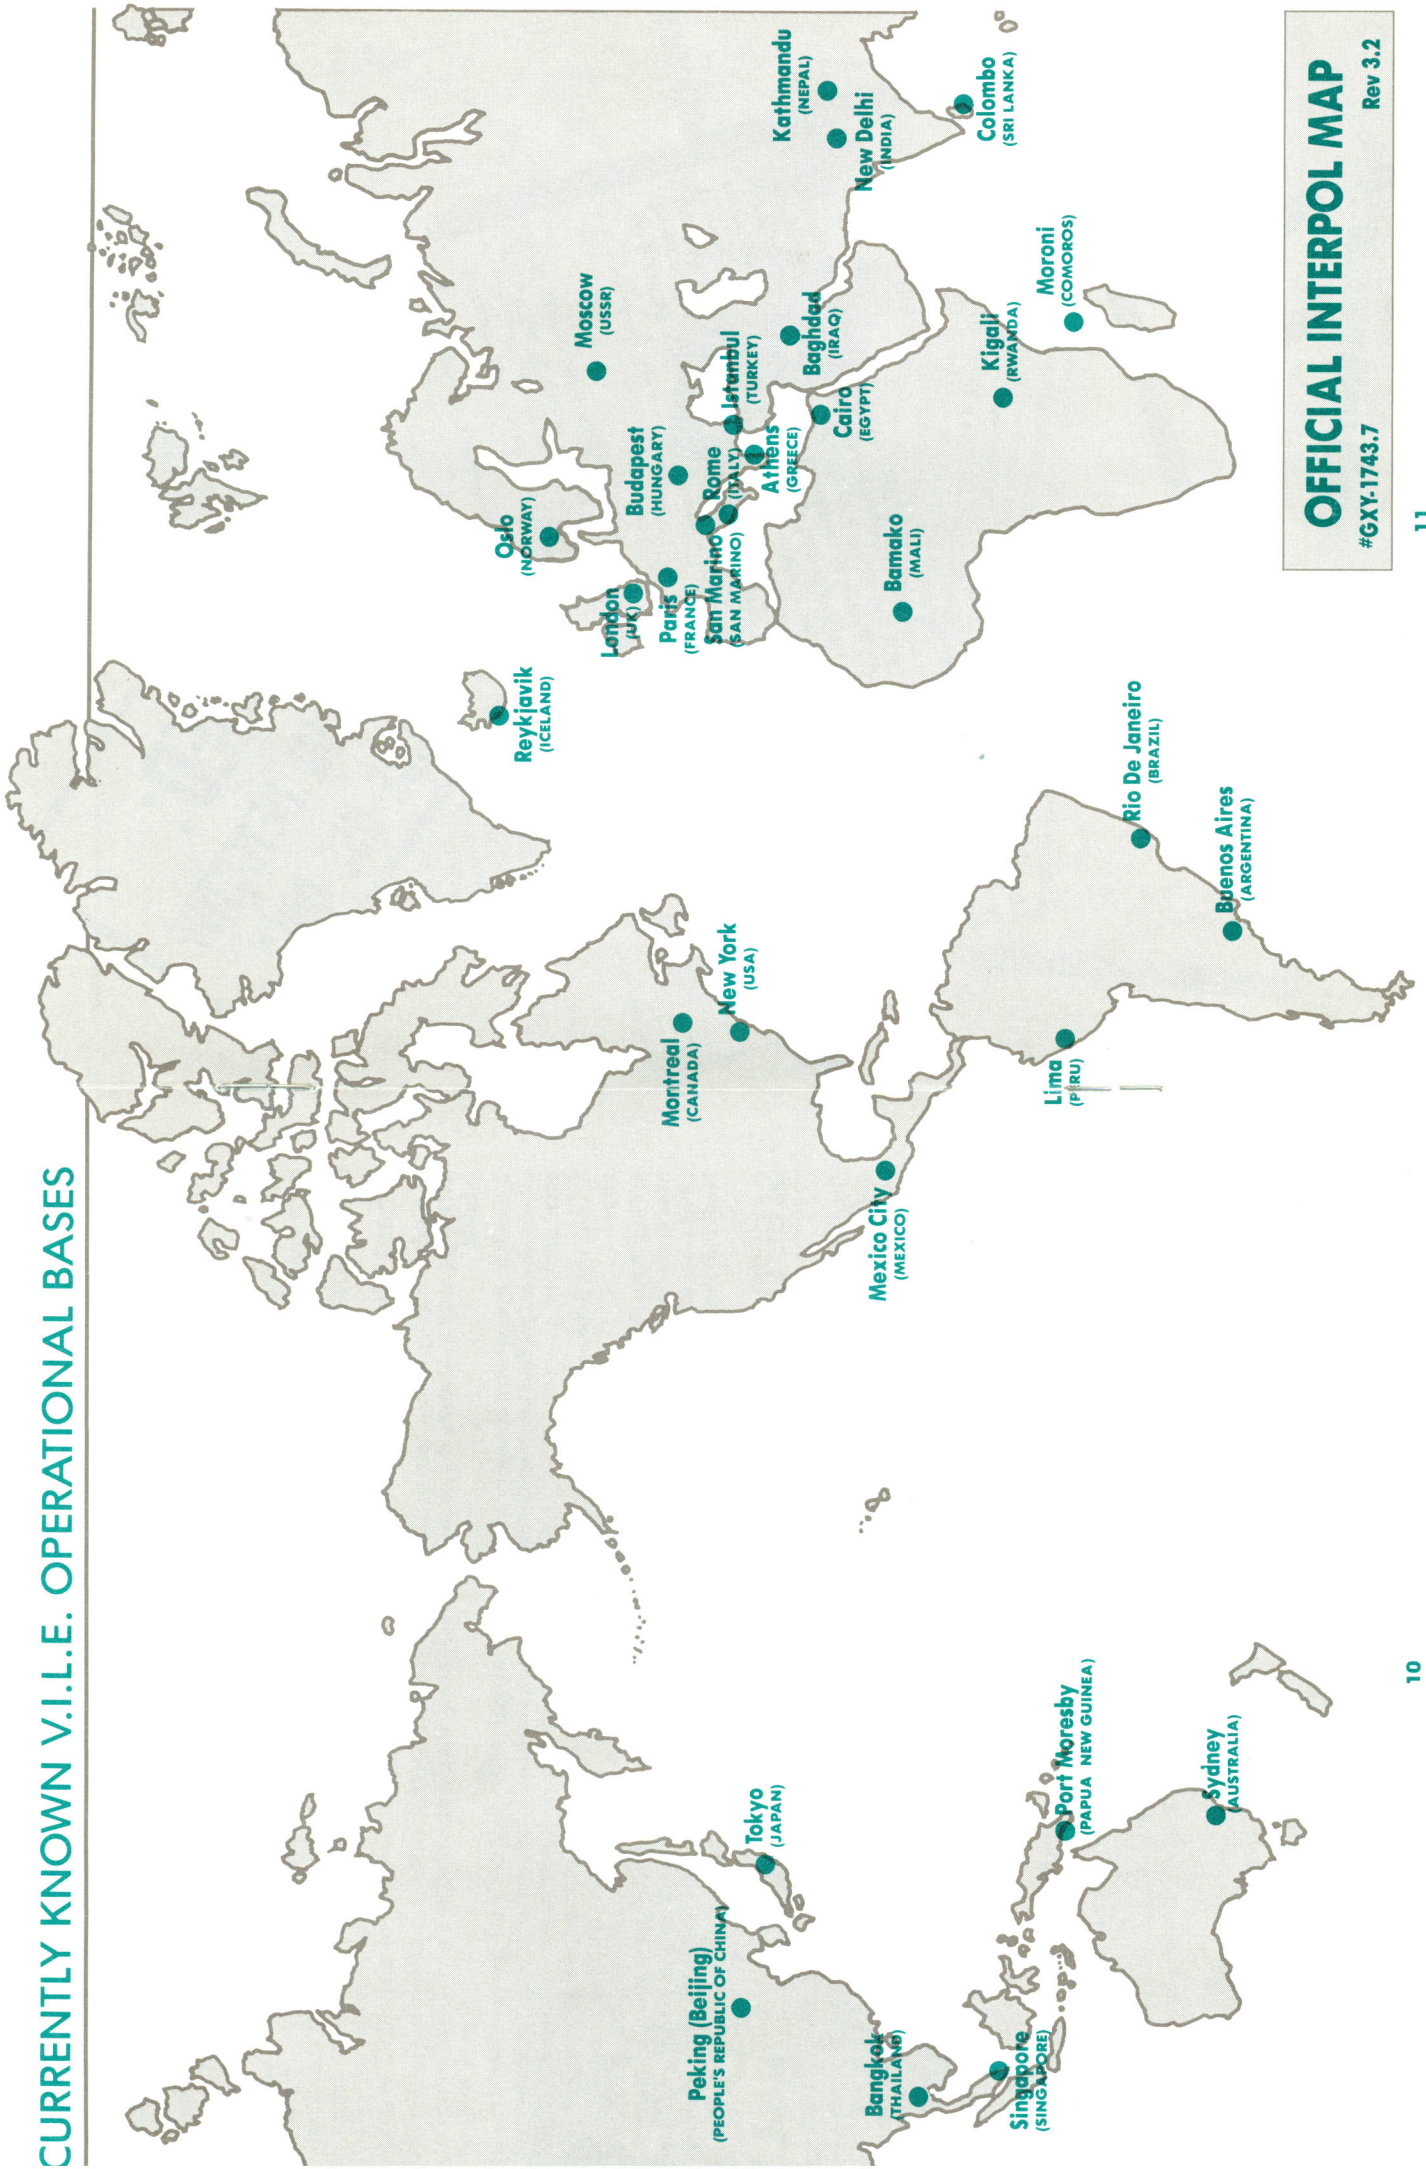 CURRENTLY KNOWN V.I.L.E. OPERATIONAL BASES
Peking (Beijing)
(PEOPLE'S REPUBLIC OF CHINA)
Tokyo
(JAPAN)
Bangkok
(THAILAND)
Singapore
(SINGAPORE)
Port Moresby
(PAPUA NEW GUINEA)
Sydney
(AUSTRALIA)
Montreal
(CANADA)
New York
(USA)
Mexico City
(MEXICO)
Lima
(PERU)
Rio De Janeiro
(BRAZIL)
Buenos Aires
(ARGENTINA)
Reykjavik
(ICELAND)
Oslo
(NORWAY)
London
(UK)
Paris
(FRANCE)
San Marino
(SAN MARINO)
Rome
(ITALY)
Budapest
(HUNGARY)
Moscow
(USSR)
Istanbul
(TURKEY)
Athens
(GREECE)
Baghdad
(IRAQ)
Cairo
(EGYPT)
Bamako
(MALI)
Kigali
(RWANDA)
Moroni
(COMOROS)
Kathmandu
(NEPAL)
New Delhi
(INDIA)
Colombo
(SRI LANKA)
OFFICIAL INTERPOL MAP
#GXY-1743.7 Rev 3.2
10
11